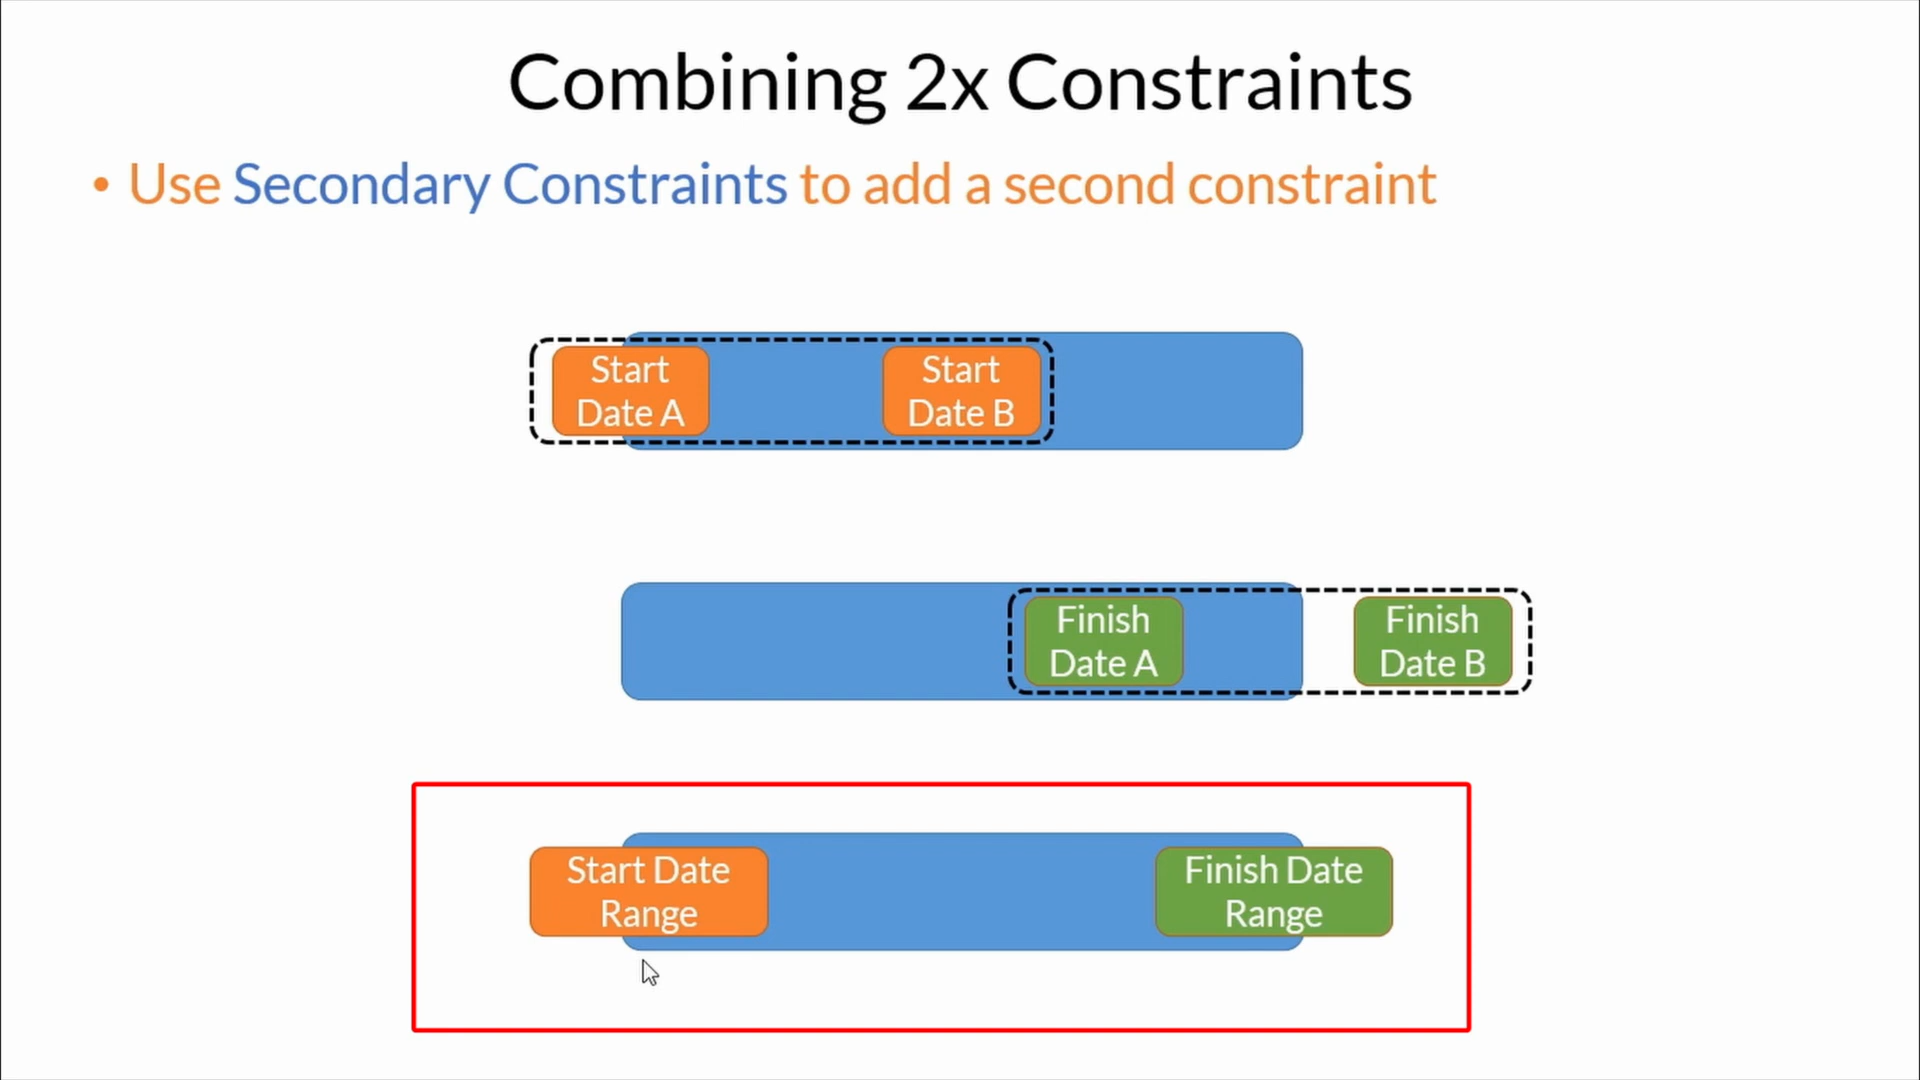 Combining 2x Constraints
• Use Secondary Constraints to add a second constraint
Start
Date A
Start
Date B
Finish
Date A
Finish
Date B
Start Date
Range
Finish Date
Range